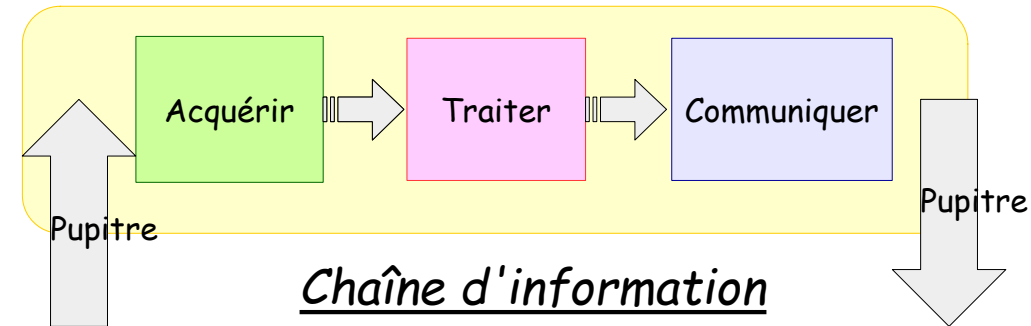 Acquérir
Traiter
Communiquer
Pupitre
Pupitre
Chaîne d'information